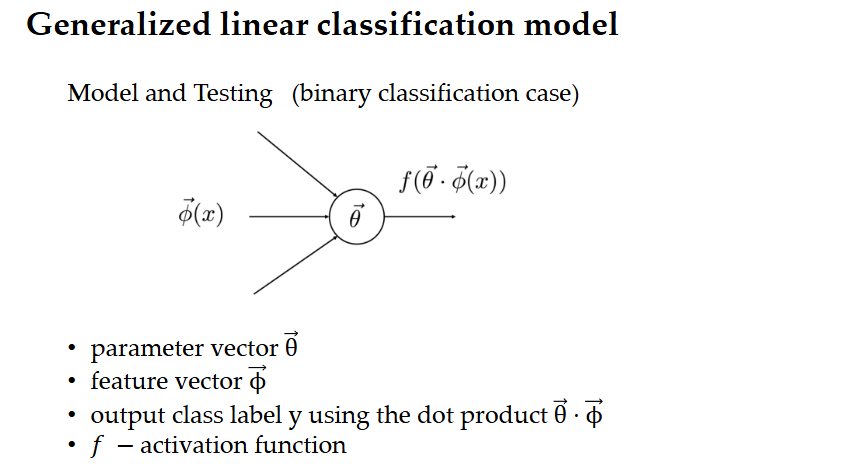 Generalized linear classification model
Model and Testing (binary classification case)
f(θ⃗ · ϕ⃗(x))
ϕ⃗(x)
θ⃗
• parameter vector θ⃗
• feature vector ϕ⃗
• output class label y using the dot product θ⃗ · ϕ⃗
• f – activation function